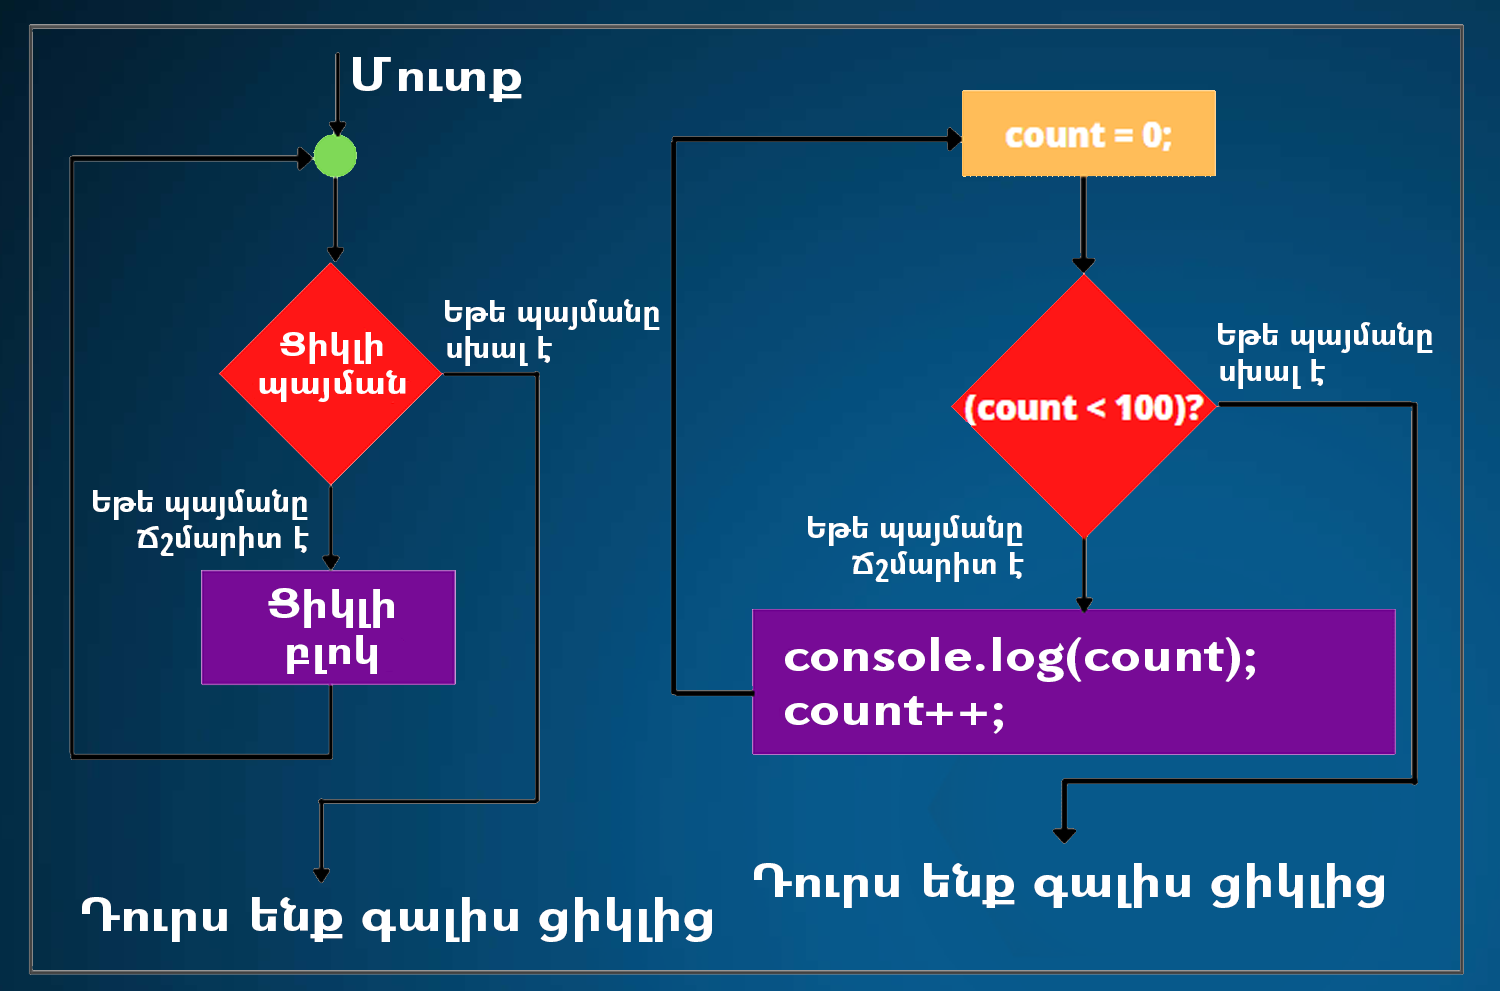 Մուտք
Ցիկլի
պայման
Եթե պայմանը
սխալ է
Եթե պայմանը
Ճշմարիտ է
Ցիկլի
բլոկ
Դուրս ենք գալիս ցիկլից
count = 0;
(count < 100)?
Եթե պայմանը
սխալ է
Եթե պայմանը
Ճշմարիտ է
console.log(count);
count++;
Դուրս ենք գալիս ցիկլից